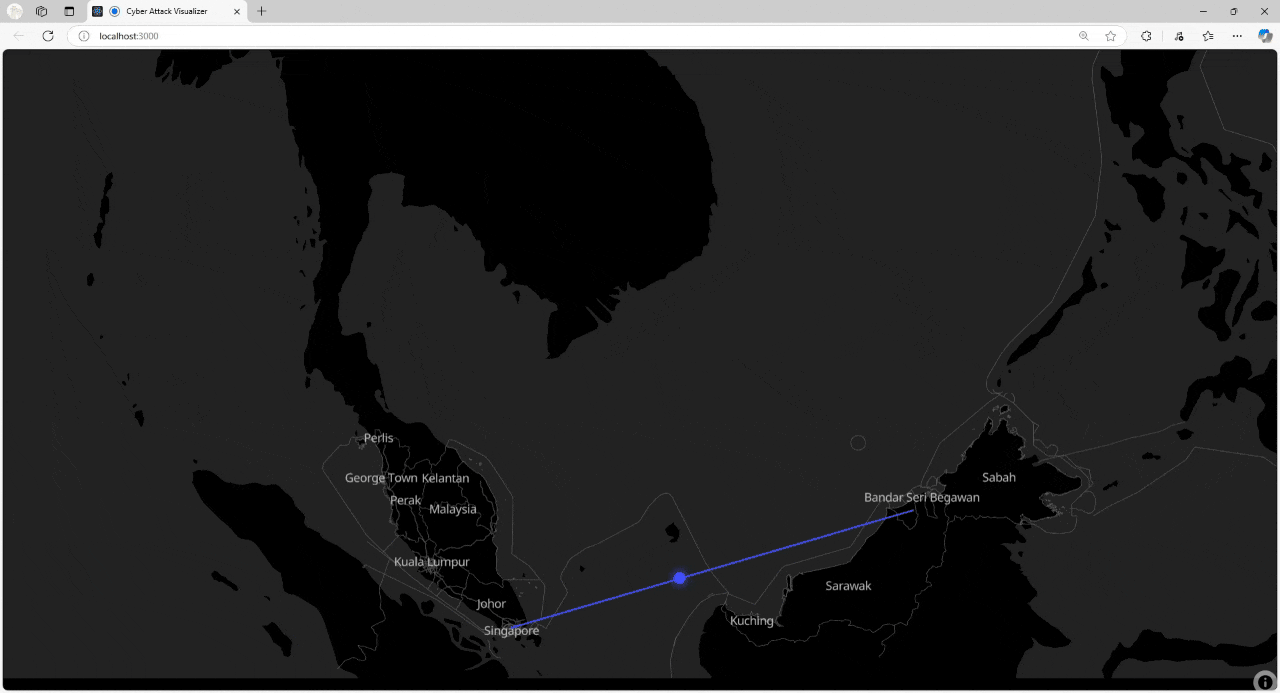 Cyber Attack Visualizer
localhost:3000
Perlis
George Town
Kelantan
Perak
Malaysia
Kuala Lumpur
Johor
Singapore
Bandar Seri Begawan
Sabah
Sarawak
Kuching